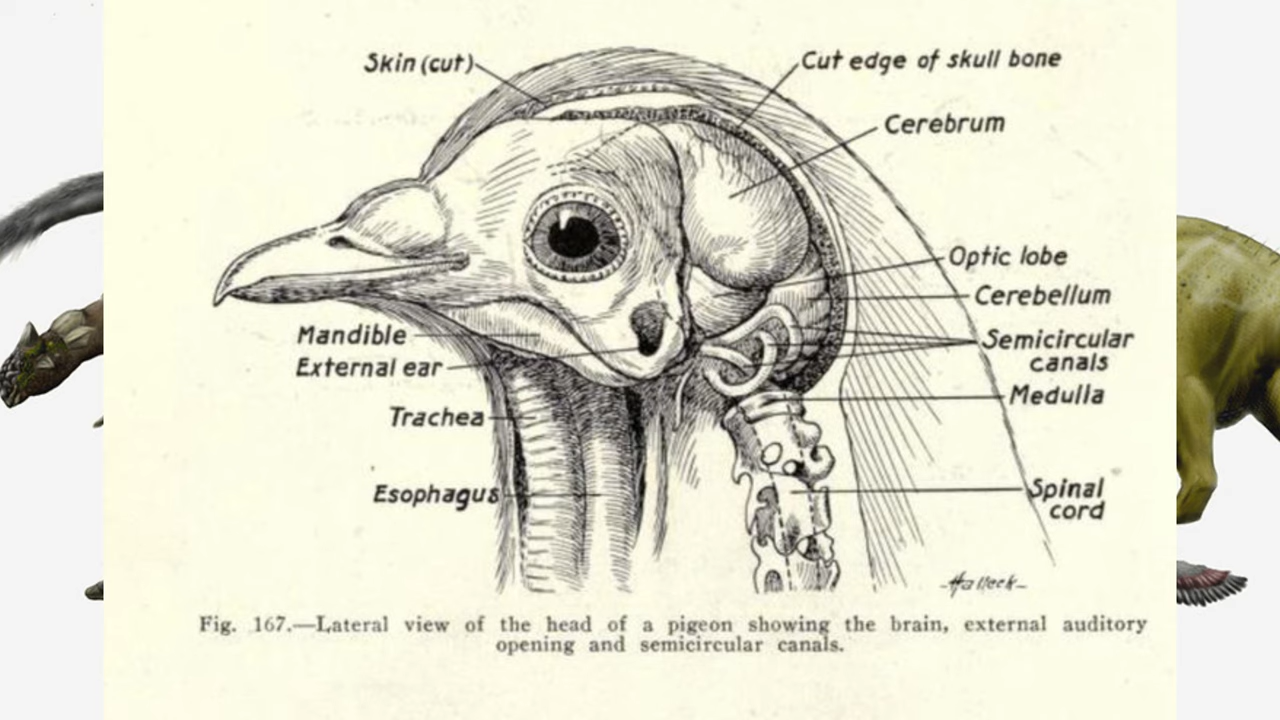 Skin (cut)
Cut edge of skull bone
Cerebrum
Optic lobe
Cerebellum
Mandible
Semicircular
canals
External ear
Medulla
Trachea
Esophagus
Spinal
cord
Halleck
Fig. 167.—Lateral view of the head of a pigeon showing the brain, external auditory
opening and semicircular canals.